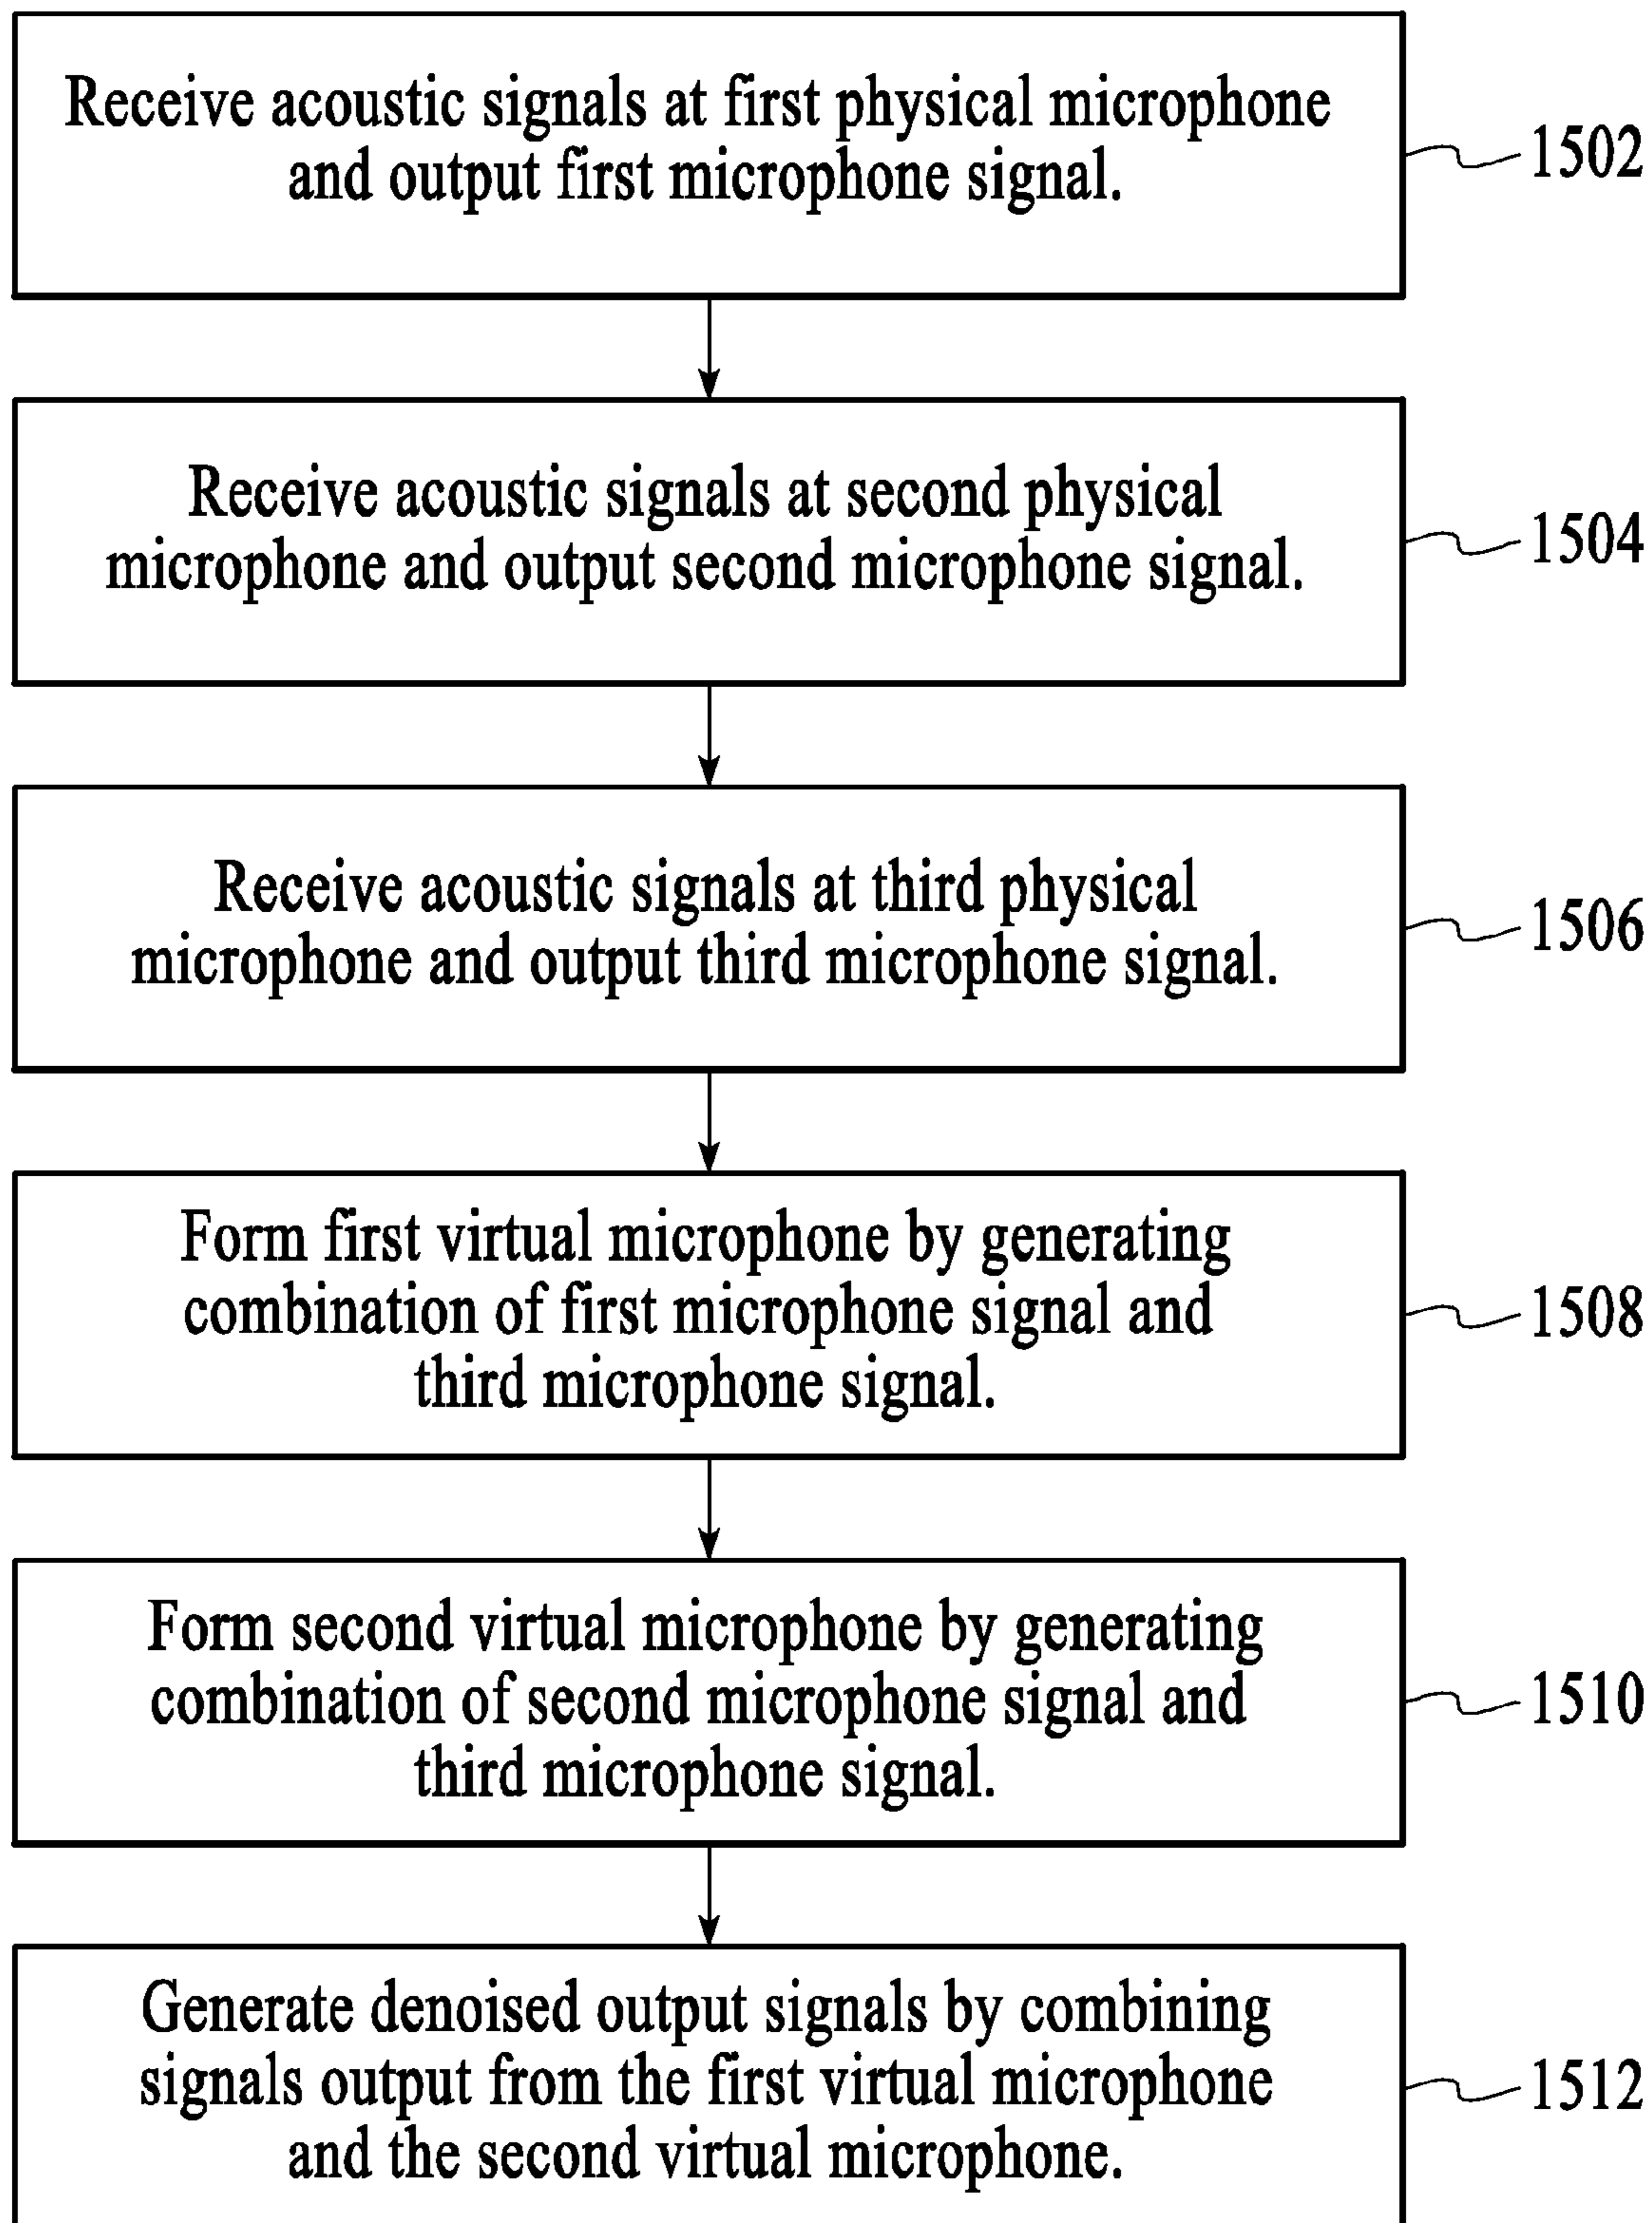 Receive acoustic signals at first physical microphone
and output first microphone signal.
1502
Receive acoustic signals at second physical
microphone and output second microphone signal.
1504
Receive acoustic signals at third physical
microphone and output third microphone signal.
1506
Form first virtual microphone by generating
combination of first microphone signal and
third microphone signal.
1508
Form second virtual microphone by generating
combination of second microphone signal and
third microphone signal.
1510
Generate denoised output signals by combining
signals output from the first virtual microphone
and the second virtual microphone.
1512